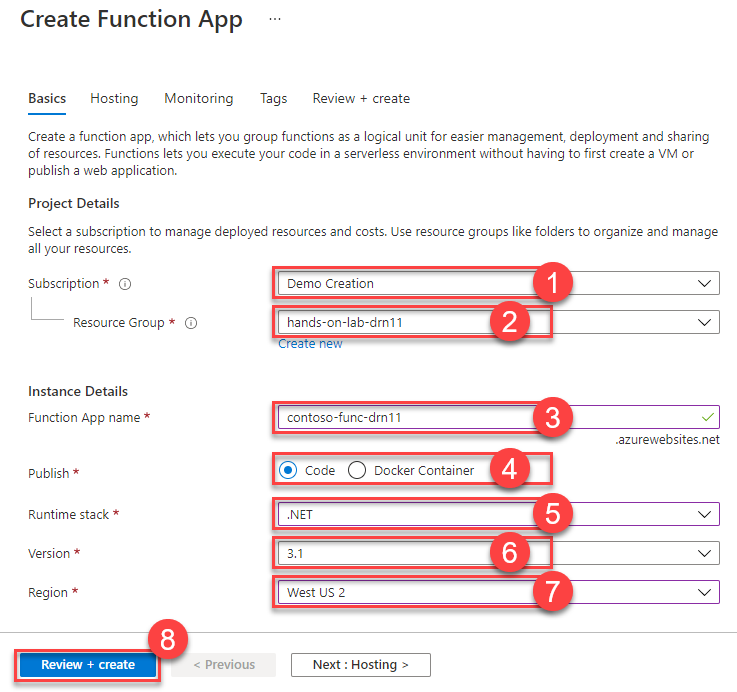 Create Function App ...
Basics Hosting Monitoring Tags Review + create
Create a function app, which lets you group functions as a logical unit for easier management, deployment and sharing
of resources. Functions lets you execute your code in a serverless environment without having to first create a VM or
publish a web application.
Project Details
Select a subscription to manage deployed resources and costs. Use resource groups like folders to organize and manage
all your resources.
Subscription * Demo Creation 1
Resource Group * hands-on-lab-drn11 2
Create new
Instance Details
Function App name * contoso-func-drn11 3
.azurewebsites.net
Publish * Code Docker Container 4
Runtime stack * .NET 5
Version * 3.1 6
Region * West US 2 7
8
Review + create < Previous Next : Hosting >